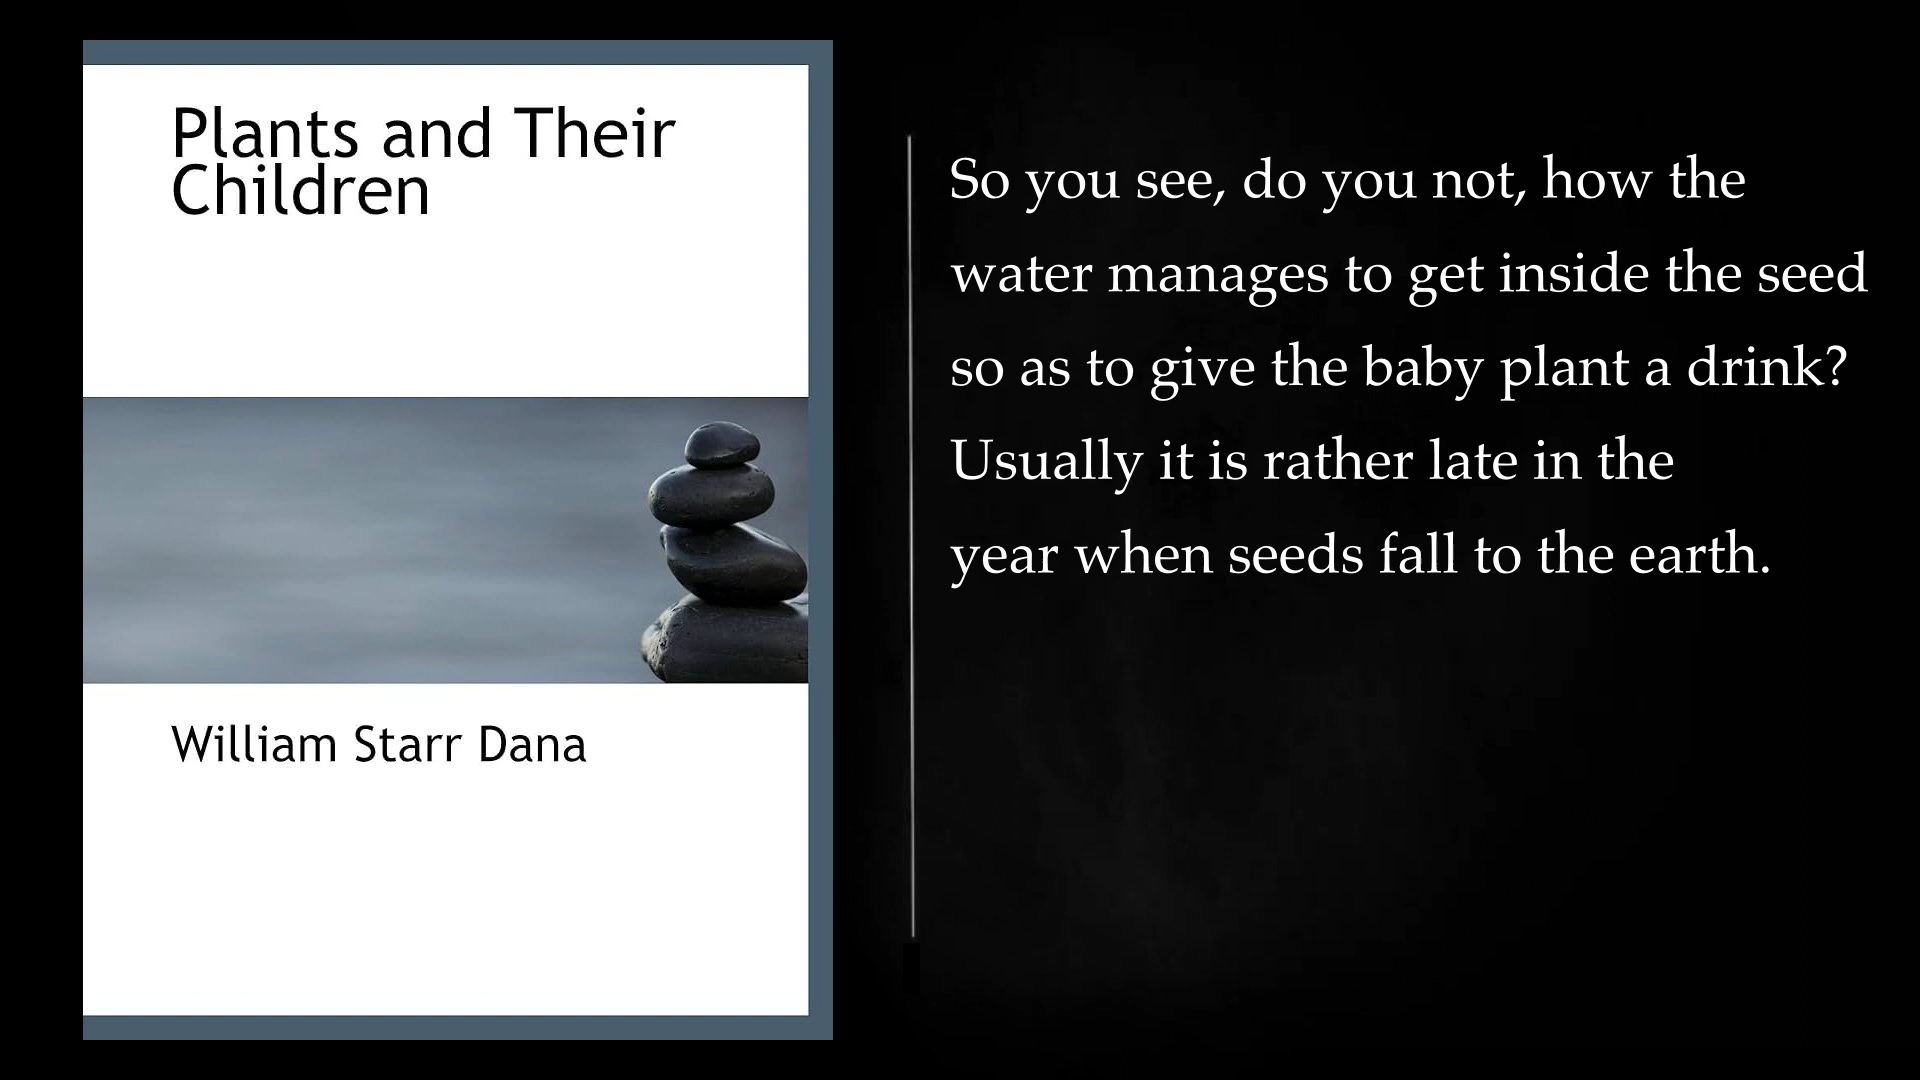 Plants and Their
Children
William Starr Dana
So you see, do you not, how the
water manages to get inside the seed
so as to give the baby plant a drink?
Usually it is rather late in the
year when seeds fall to the earth.